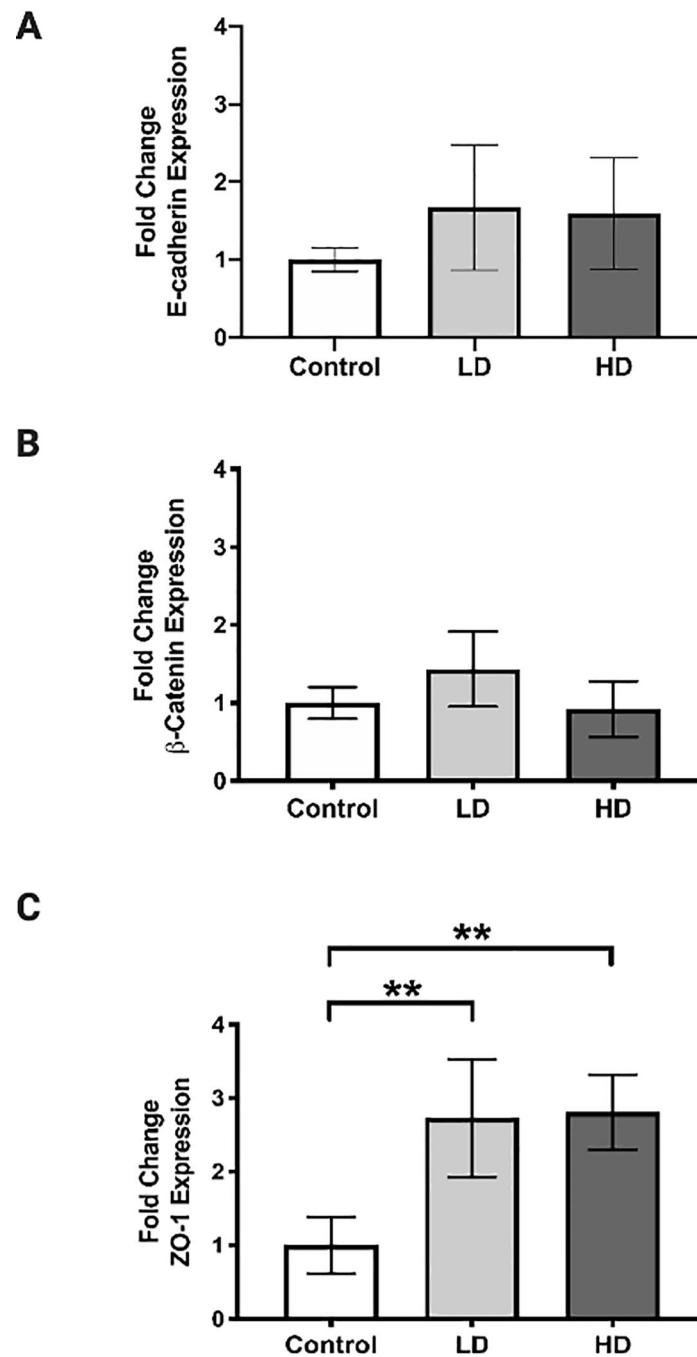 A
Fold Change
E-cadherin Expression
4
3
2
1
0
Control LD HD
B
Fold Change
β-Catenin Expression
4
3
2
1
0
Control LD HD
C
**
**
Fold Change
ZO-1 Expression
4
3
2
1
0
Control LD HD